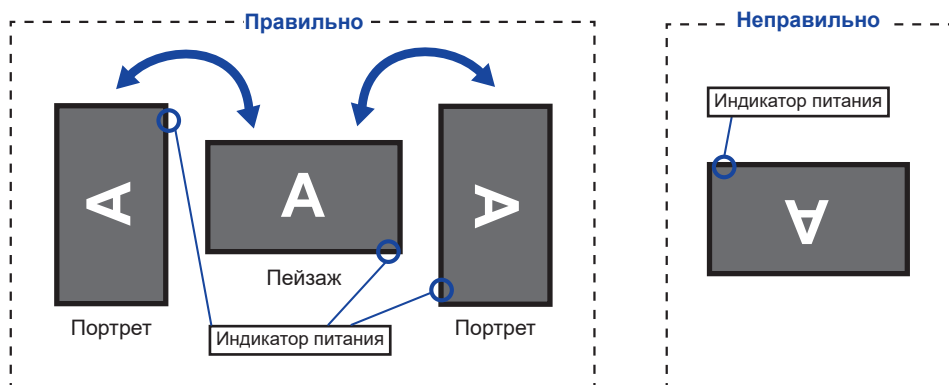 Правильно
Неправильно
Индикатор питания
A
A
A
A
Пейзаж
Портрет
Индикатор питания
Портрет